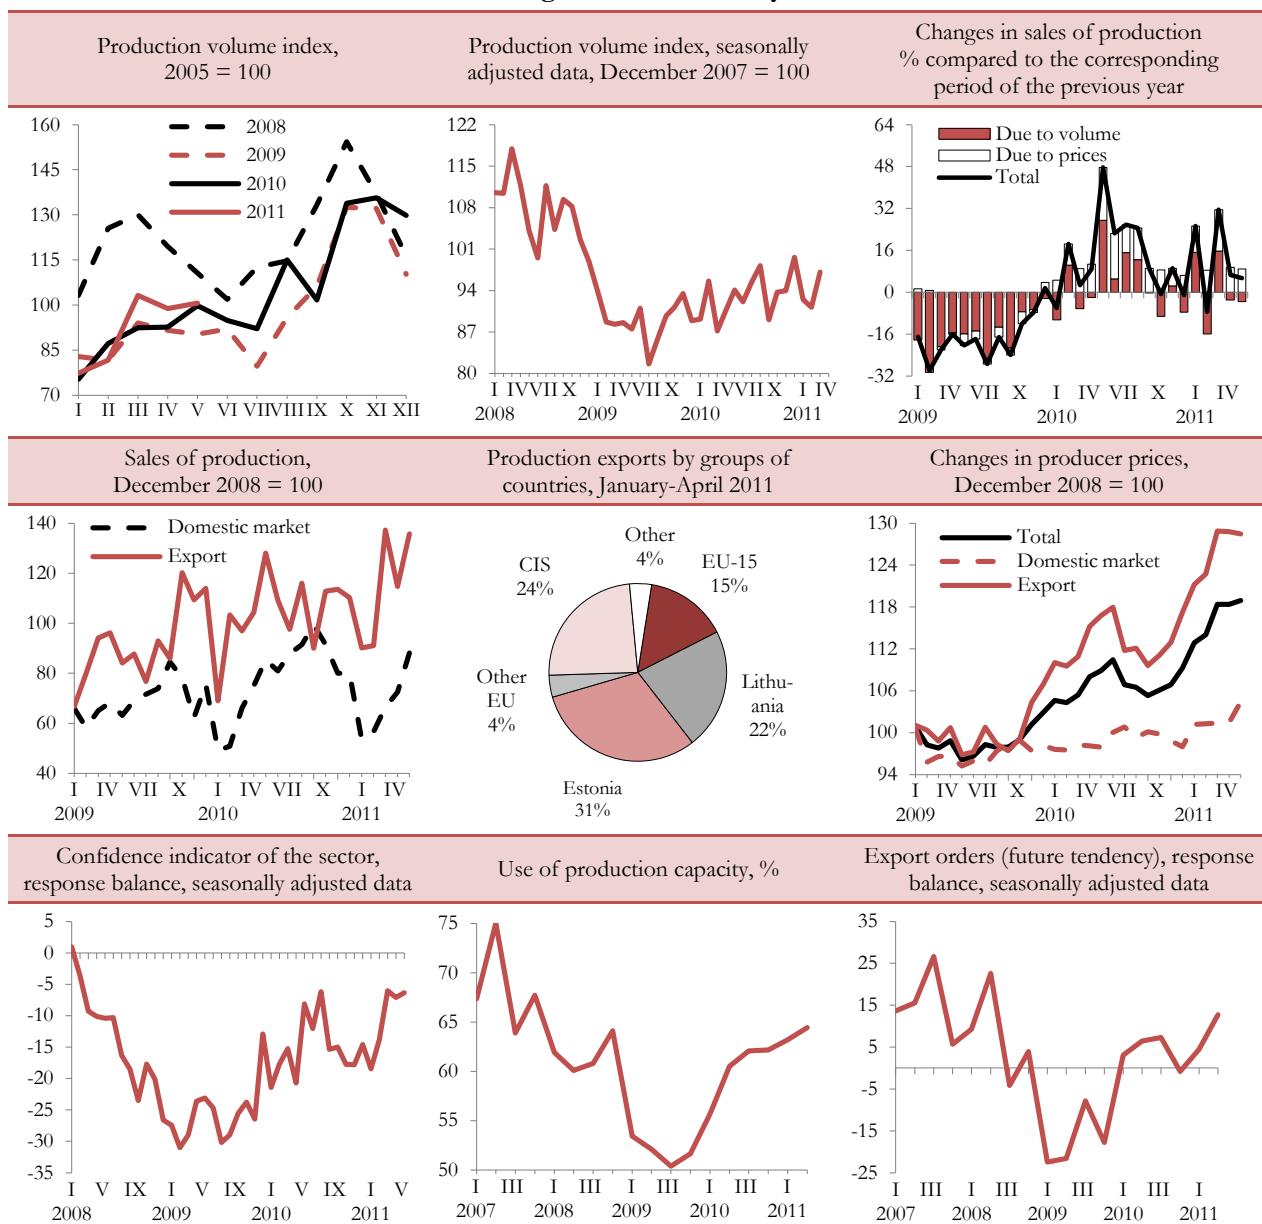 Production volume index,
2005 = 100
Production volume index, seasonally
adjusted data, December 2007 = 100
Changes in sales of production
% compared to the corresponding
period of the previous year
160
145
130
115
100
85
70
2008
2009
2010
2011
I II III IV V VI VII VIII IX X XI XII
122
115
108
101
94
87
80
I IV VII X I IV VII X I IV VII X I IV
2008 2009 2010 2011
64
48
32
16
0
-16
-32
Due to volume
Due to prices
Total
I IV VII X I IV VII X I IV
2009 2010 2011
Sales of production,
December 2008 = 100
Production exports by groups of
countries, January-April 2011
Changes in producer prices,
December 2008 = 100
140
120
100
80
60
40
Domestic market
Export
I IV VII X I IV VII X I IV
2009 2010 2011
Other
4%
EU-15
15%
CIS
24%
Other
EU
4%
Lithu-
ania
22%
Estonia
31%
130
124
118
112
106
100
94
Total
Domestic market
Export
I IV VII X I IV VII X I IV
2009 2010 2011
Confidence indicator of the sector,
response balance, seasonally adjusted data
Use of production capacity, %
Export orders (future tendency), response
balance, seasonally adjusted data
5
0
-5
-10
-15
-20
-25
-30
-35
I V IX I V IX I V IX I V
2008 2009 2010 2011
75
70
65
60
55
50
I III I III I III I III I
2007 2008 2009 2010 2011
35
25
15
5
-5
-15
-25
I III I III I III I III I
2007 2008 2009 2010 2011